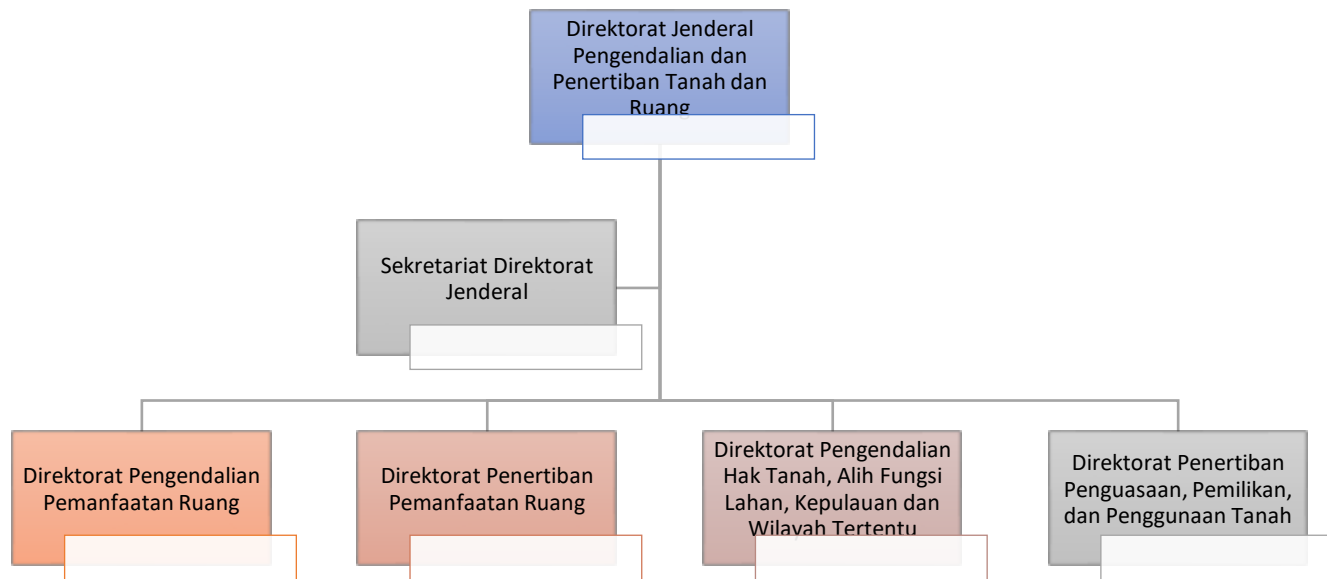 Direktorat Jenderal
Pengendalian dan
Penertiban Tanah dan
Ruang
Sekretariat Direktorat
Jenderal
Direktorat Pengendalian
Pemanfaatan Ruang
Direktorat Penertiban
Pemanfaatan Ruang
Direktorat Pengendalian
Hak Tanah, Alih Fungsi
Lahan, Kepulauan dan
Wilayah Tertentu
Direktorat Penertiban
Penguasaan, Pemilikan,
dan Penggunaan Tanah